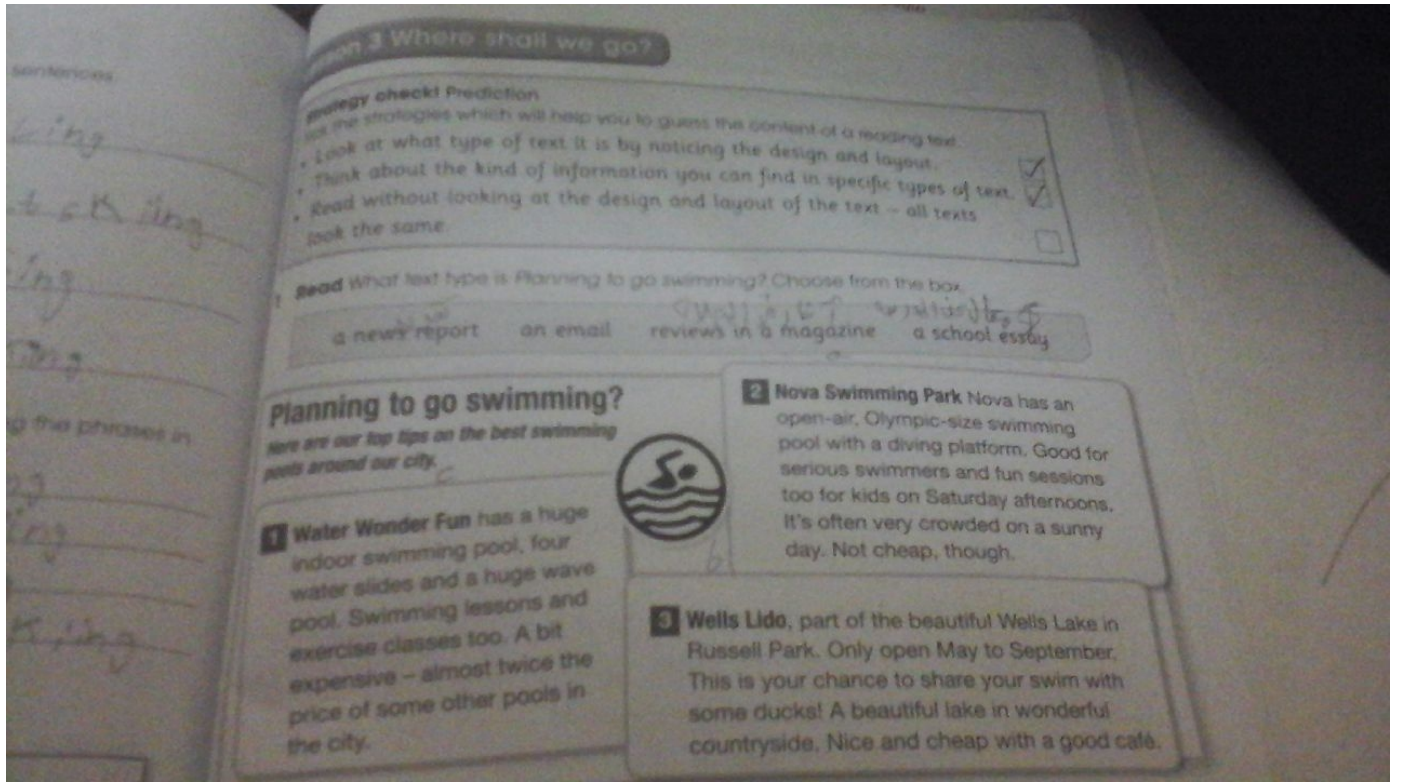 sentences
ing
ing
ing
ing
the phrases in
ing
ing
3 Where shall we go?
Strategy check! Prediction
the strategies which will help you to guess the content of a reading text.
• Look at what type of text it is by noticing the design and layout.
• Think about the kind of information you can find in specific types of text.
• Read without looking at the design and layout of the text – all texts
look the same.
1 Read What text type is Planning to go swimming? Choose from the box.
a news report an email reviews in a magazine a school essay
Planning to go swimming?
Here are our top tips on the best swimming
pools around our city.
c
1 Water Wonder Fun has a huge
indoor swimming pool, four
water slides and a huge wave
pool. Swimming lessons and
exercise classes too. A bit
expensive – almost twice the
price of some other pools in
the city.
a
2 Nova Swimming Park Nova has an
open-air, Olympic-size swimming
pool with a diving platform. Good for
serious swimmers and fun sessions
too for kids on Saturday afternoons.
It's often very crowded on a sunny
day. Not cheap, though.
b
3 Wells Lido, part of the beautiful Wells Lake in
Russell Park. Only open May to September.
This is your chance to share your swim with
some ducks! A beautiful lake in wonderful
countryside. Nice and cheap with a good café.